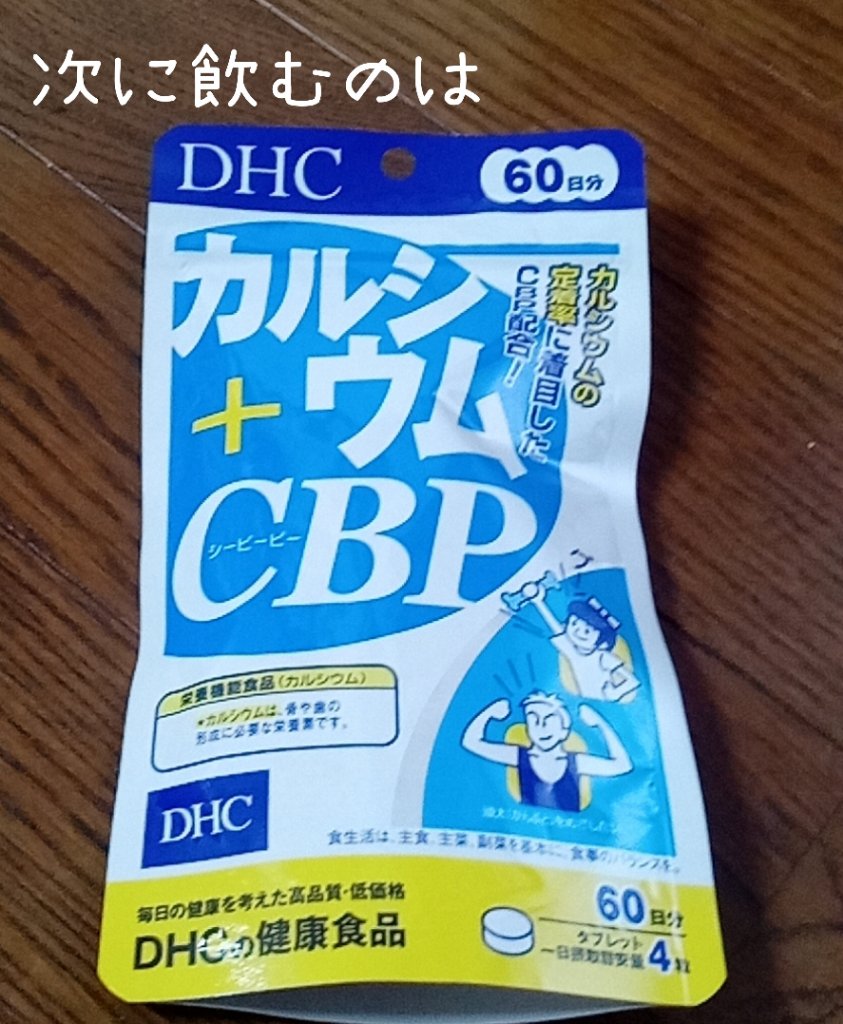 次に飲むのは
DHC
60日分
カルシ
ウム
+
CBP
シービーピー
カルシウムの
定着率に着目した
CBP配合!
栄養機能食品(カルシウム)
*カルシウムは、骨や歯の
形成に必要な栄養素です。
DHC
食生活は、主食、主菜、副菜を基本に、食事のバランスを。
毎日の健康を考えた高品質・低価格
DHCの健康食品
60日分
タブレット
一日摂取目安量4粒